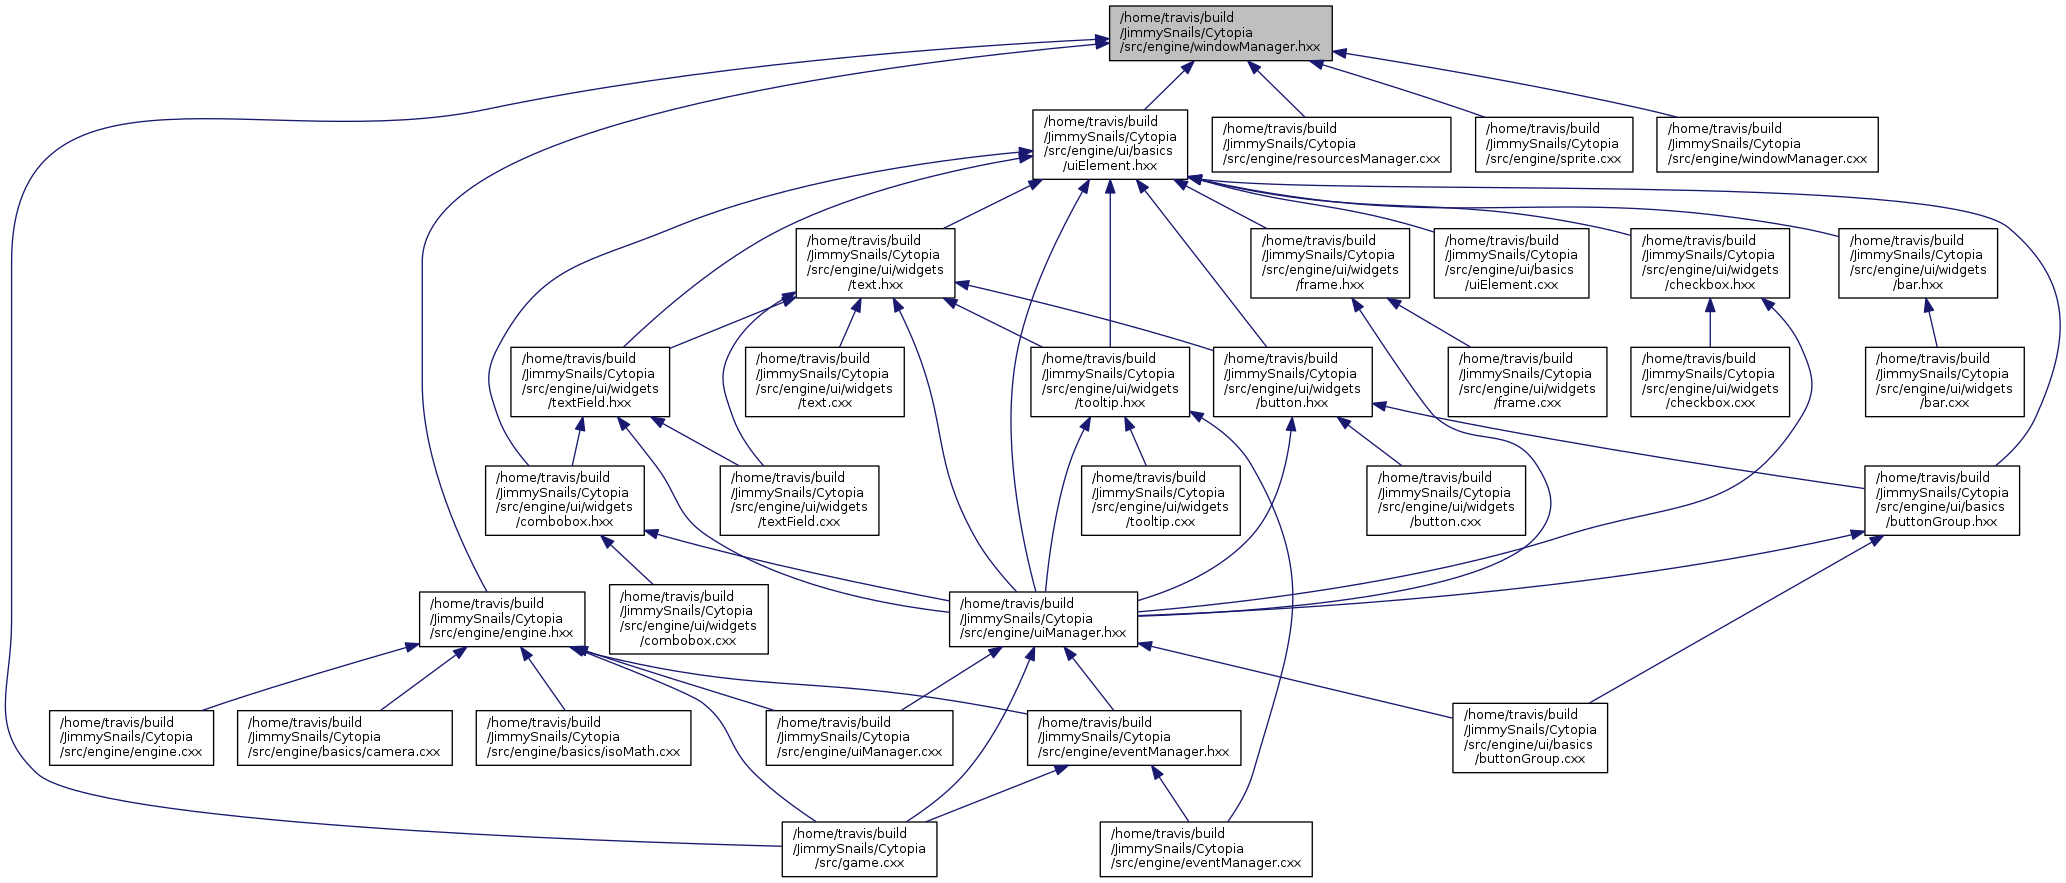 /home/travis/build
/JimmySnails/Cytopia
/src/engine/windowManager.hxx
/home/travis/build
/JimmySnails/Cytopia
/src/engine/ui/basics
/uiElement.hxx
/home/travis/build
/JimmySnails/Cytopia
/src/engine/resourcesManager.cxx
/home/travis/build
/JimmySnails/Cytopia
/src/engine/sprite.cxx
/home/travis/build
/JimmySnails/Cytopia
/src/engine/windowManager.cxx
/home/travis/build
/JimmySnails/Cytopia
/src/engine/ui/widgets
/text.hxx
/home/travis/build
/JimmySnails/Cytopia
/src/engine/ui/widgets
/frame.hxx
/home/travis/build
/JimmySnails/Cytopia
/src/engine/ui/basics
/uiElement.cxx
/home/travis/build
/JimmySnails/Cytopia
/src/engine/ui/widgets
/checkbox.hxx
/home/travis/build
/JimmySnails/Cytopia
/src/engine/ui/widgets
/bar.hxx
/home/travis/build
/JimmySnails/Cytopia
/src/engine/ui/widgets
/textField.hxx
/home/travis/build
/JimmySnails/Cytopia
/src/engine/ui/widgets
/text.cxx
/home/travis/build
/JimmySnails/Cytopia
/src/engine/ui/widgets
/tooltip.hxx
/home/travis/build
/JimmySnails/Cytopia
/src/engine/ui/widgets
/button.hxx
/home/travis/build
/JimmySnails/Cytopia
/src/engine/ui/widgets
/frame.cxx
/home/travis/build
/JimmySnails/Cytopia
/src/engine/ui/widgets
/checkbox.cxx
/home/travis/build
/JimmySnails/Cytopia
/src/engine/ui/widgets
/bar.cxx
/home/travis/build
/JimmySnails/Cytopia
/src/engine/ui/widgets
/combobox.hxx
/home/travis/build
/JimmySnails/Cytopia
/src/engine/ui/widgets
/textField.cxx
/home/travis/build
/JimmySnails/Cytopia
/src/engine/ui/widgets
/tooltip.cxx
/home/travis/build
/JimmySnails/Cytopia
/src/engine/ui/widgets
/button.cxx
/home/travis/build
/JimmySnails/Cytopia
/src/engine/ui/basics
/buttonGroup.hxx
/home/travis/build
/JimmySnails/Cytopia
/src/engine/engine.hxx
/home/travis/build
/JimmySnails/Cytopia
/src/engine/ui/widgets
/combobox.cxx
/home/travis/build
/JimmySnails/Cytopia
/src/engine/uiManager.hxx
/home/travis/build
/JimmySnails/Cytopia
/src/engine/engine.cxx
/home/travis/build
/JimmySnails/Cytopia
/src/engine/basics/camera.cxx
/home/travis/build
/JimmySnails/Cytopia
/src/engine/basics/isoMath.cxx
/home/travis/build
/JimmySnails/Cytopia
/src/engine/uiManager.cxx
/home/travis/build
/JimmySnails/Cytopia
/src/engine/eventManager.hxx
/home/travis/build
/JimmySnails/Cytopia
/src/engine/ui/basics
/buttonGroup.cxx
/home/travis/build
/JimmySnails/Cytopia
/src/game.cxx
/home/travis/build
/JimmySnails/Cytopia
/src/engine/eventManager.cxx